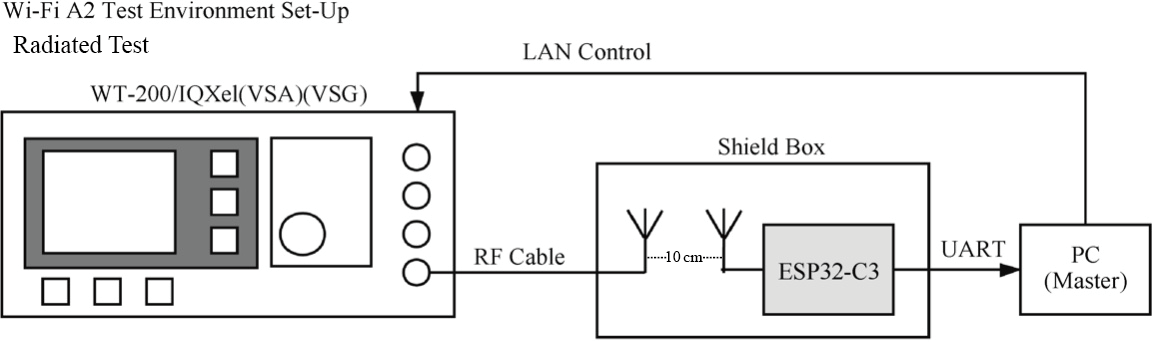 Wi-Fi A2 Test Environment Set-Up
Radiated Test
LAN Control
WT-200/IQXel(VSA)(VSG)
Shield Box
RF Cable
10 cm
ESP32-C3
UART
PC
(Master)